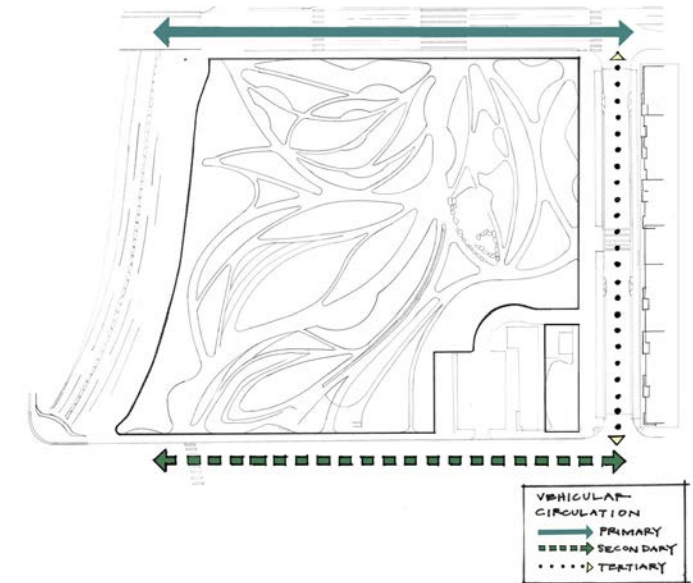 VEHICULAR
CIRCULATION
PRIMARY
SECONDARY
TERTIARY